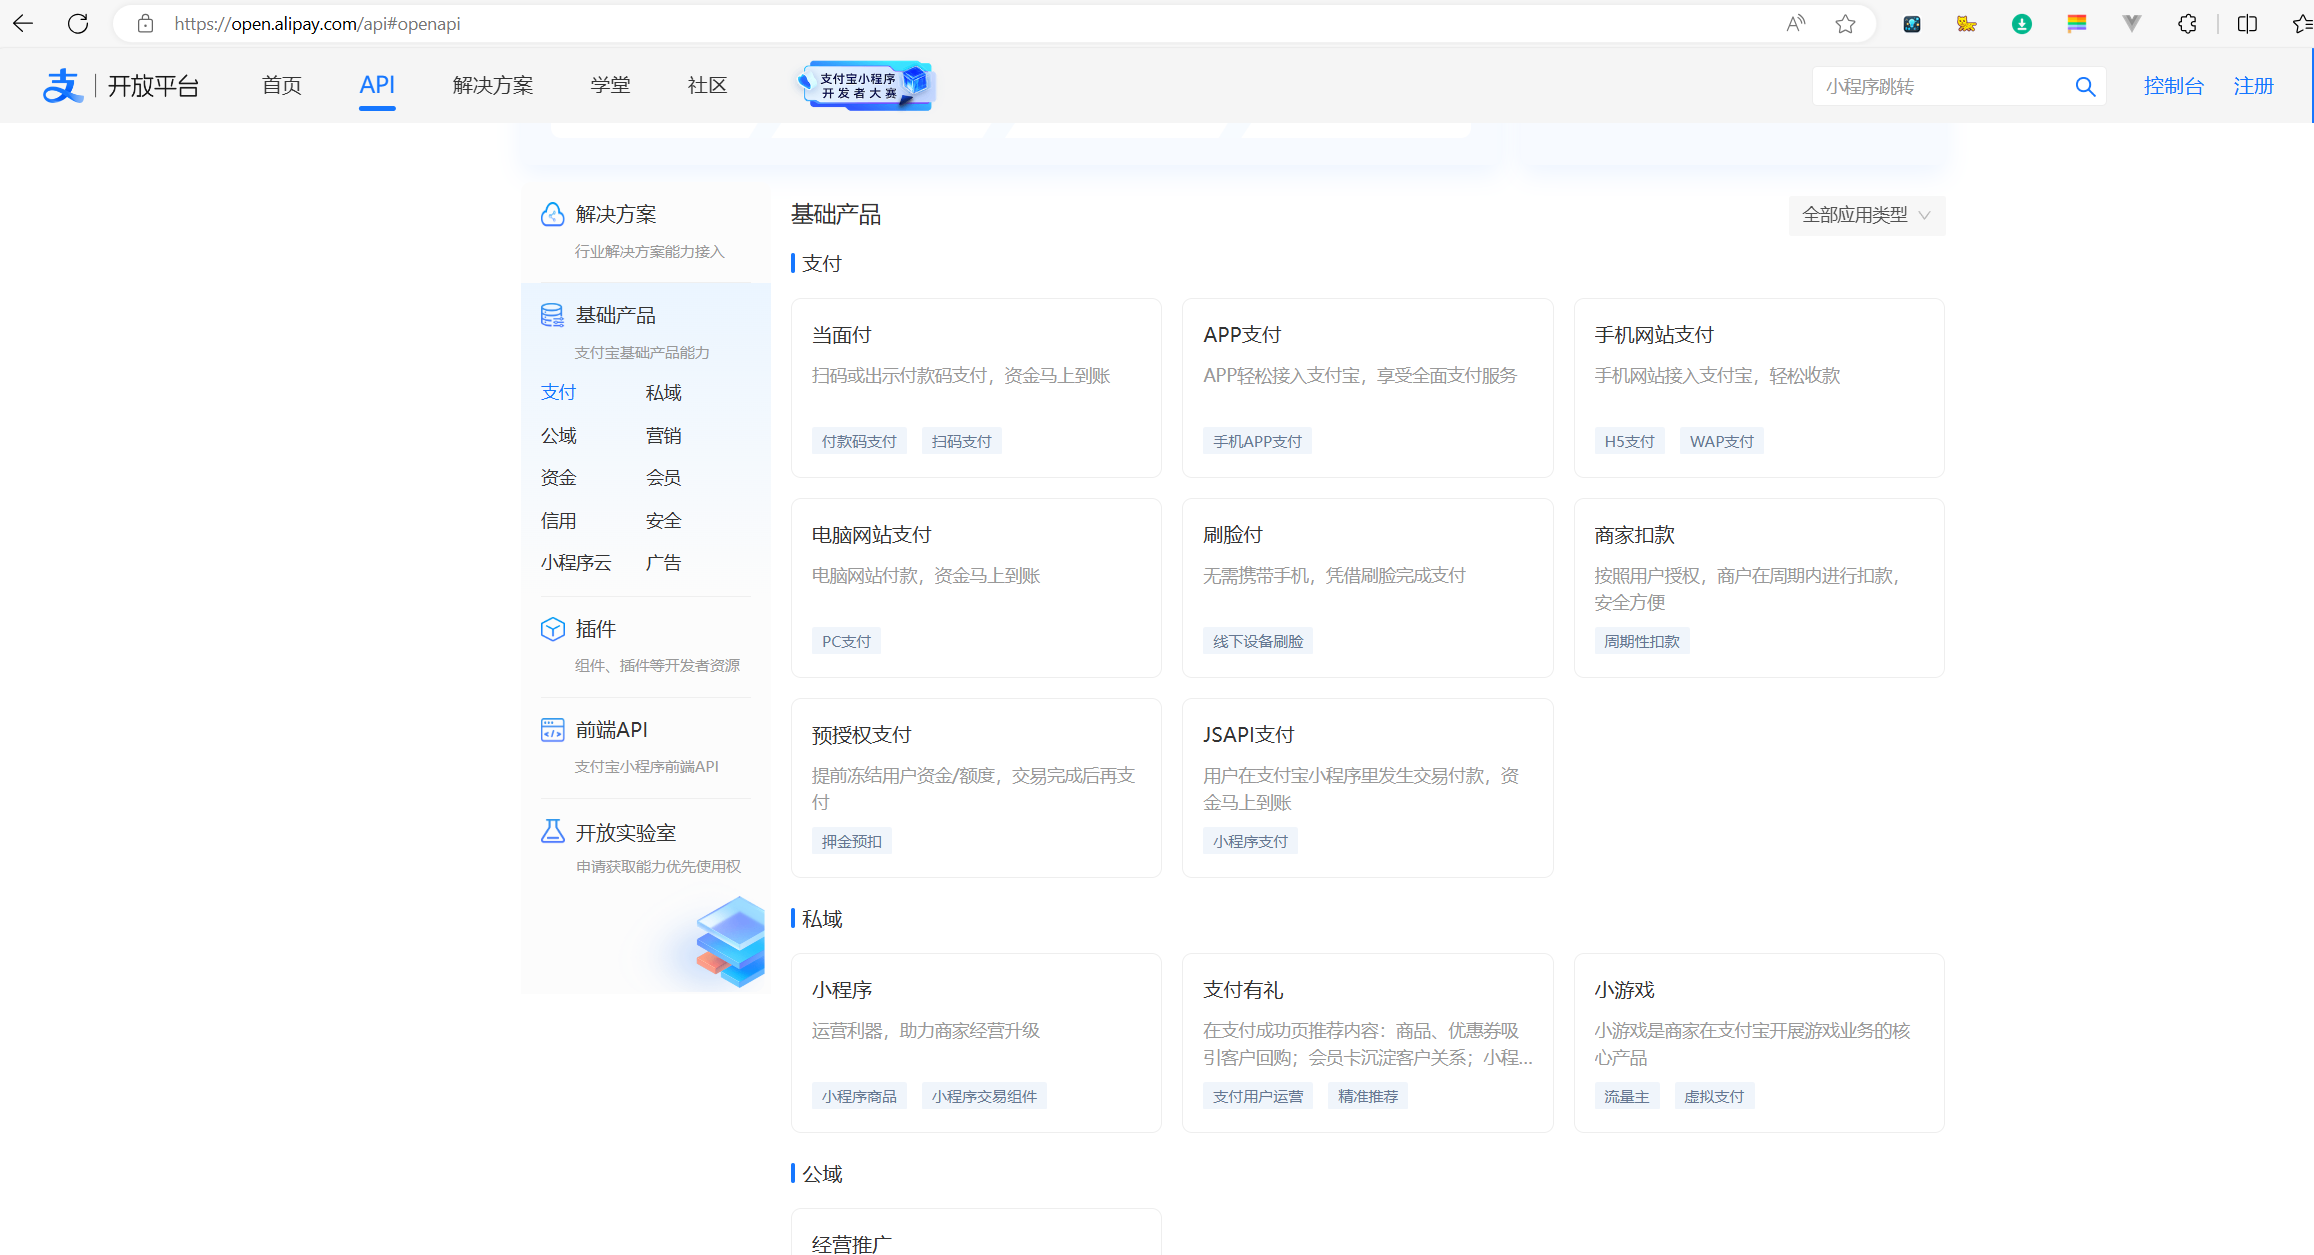 https://open.alipay.com/api#openapi
支 开放平台 首页 API 解决方案 学堂 社区
支付宝小程序
开发者大赛
小程序跳转 控制台 注册
解决方案
行业解决方案能力接入
基础产品
支付宝基础产品能力
支付 私域
公域 营销
资金 会员
信用 安全
小程序云 广告
插件
组件、插件等开发者资源
前端API
支付宝小程序前端API
开放实验室
申请获取能力优先使用权
基础产品 全部应用类型
支付
当面付
扫码或出示付款码支付，资金马上到账
付款码支付 扫码支付
APP支付
APP轻松接入支付宝，享受全面支付服务
手机APP支付
手机网站支付
手机网站接入支付宝，轻松收款
H5支付 WAP支付
电脑网站支付
电脑网站付款，资金马上到账
PC支付
刷脸付
无需携带手机，凭借刷脸完成支付
线下设备刷脸
商家扣款
按照用户授权，商户在周期内进行扣款，
安全方便
周期性扣款
预授权支付
提前冻结用户资金/额度，交易完成后再支
付
押金预扣
JSAPI支付
用户在支付宝小程序里发生交易付款，资
金马上到账
小程序支付
私域
小程序
运营利器，助力商家经营升级
小程序商品 小程序交易组件
支付有礼
在支付成功页推荐内容：商品、优惠券吸
引客户回购；会员卡沉淀客户关系；小程...
支付用户运营 精准推荐
小游戏
小游戏是商家在支付宝开展游戏业务的核
心产品
流量主 虚拟支付
公域
经营推广